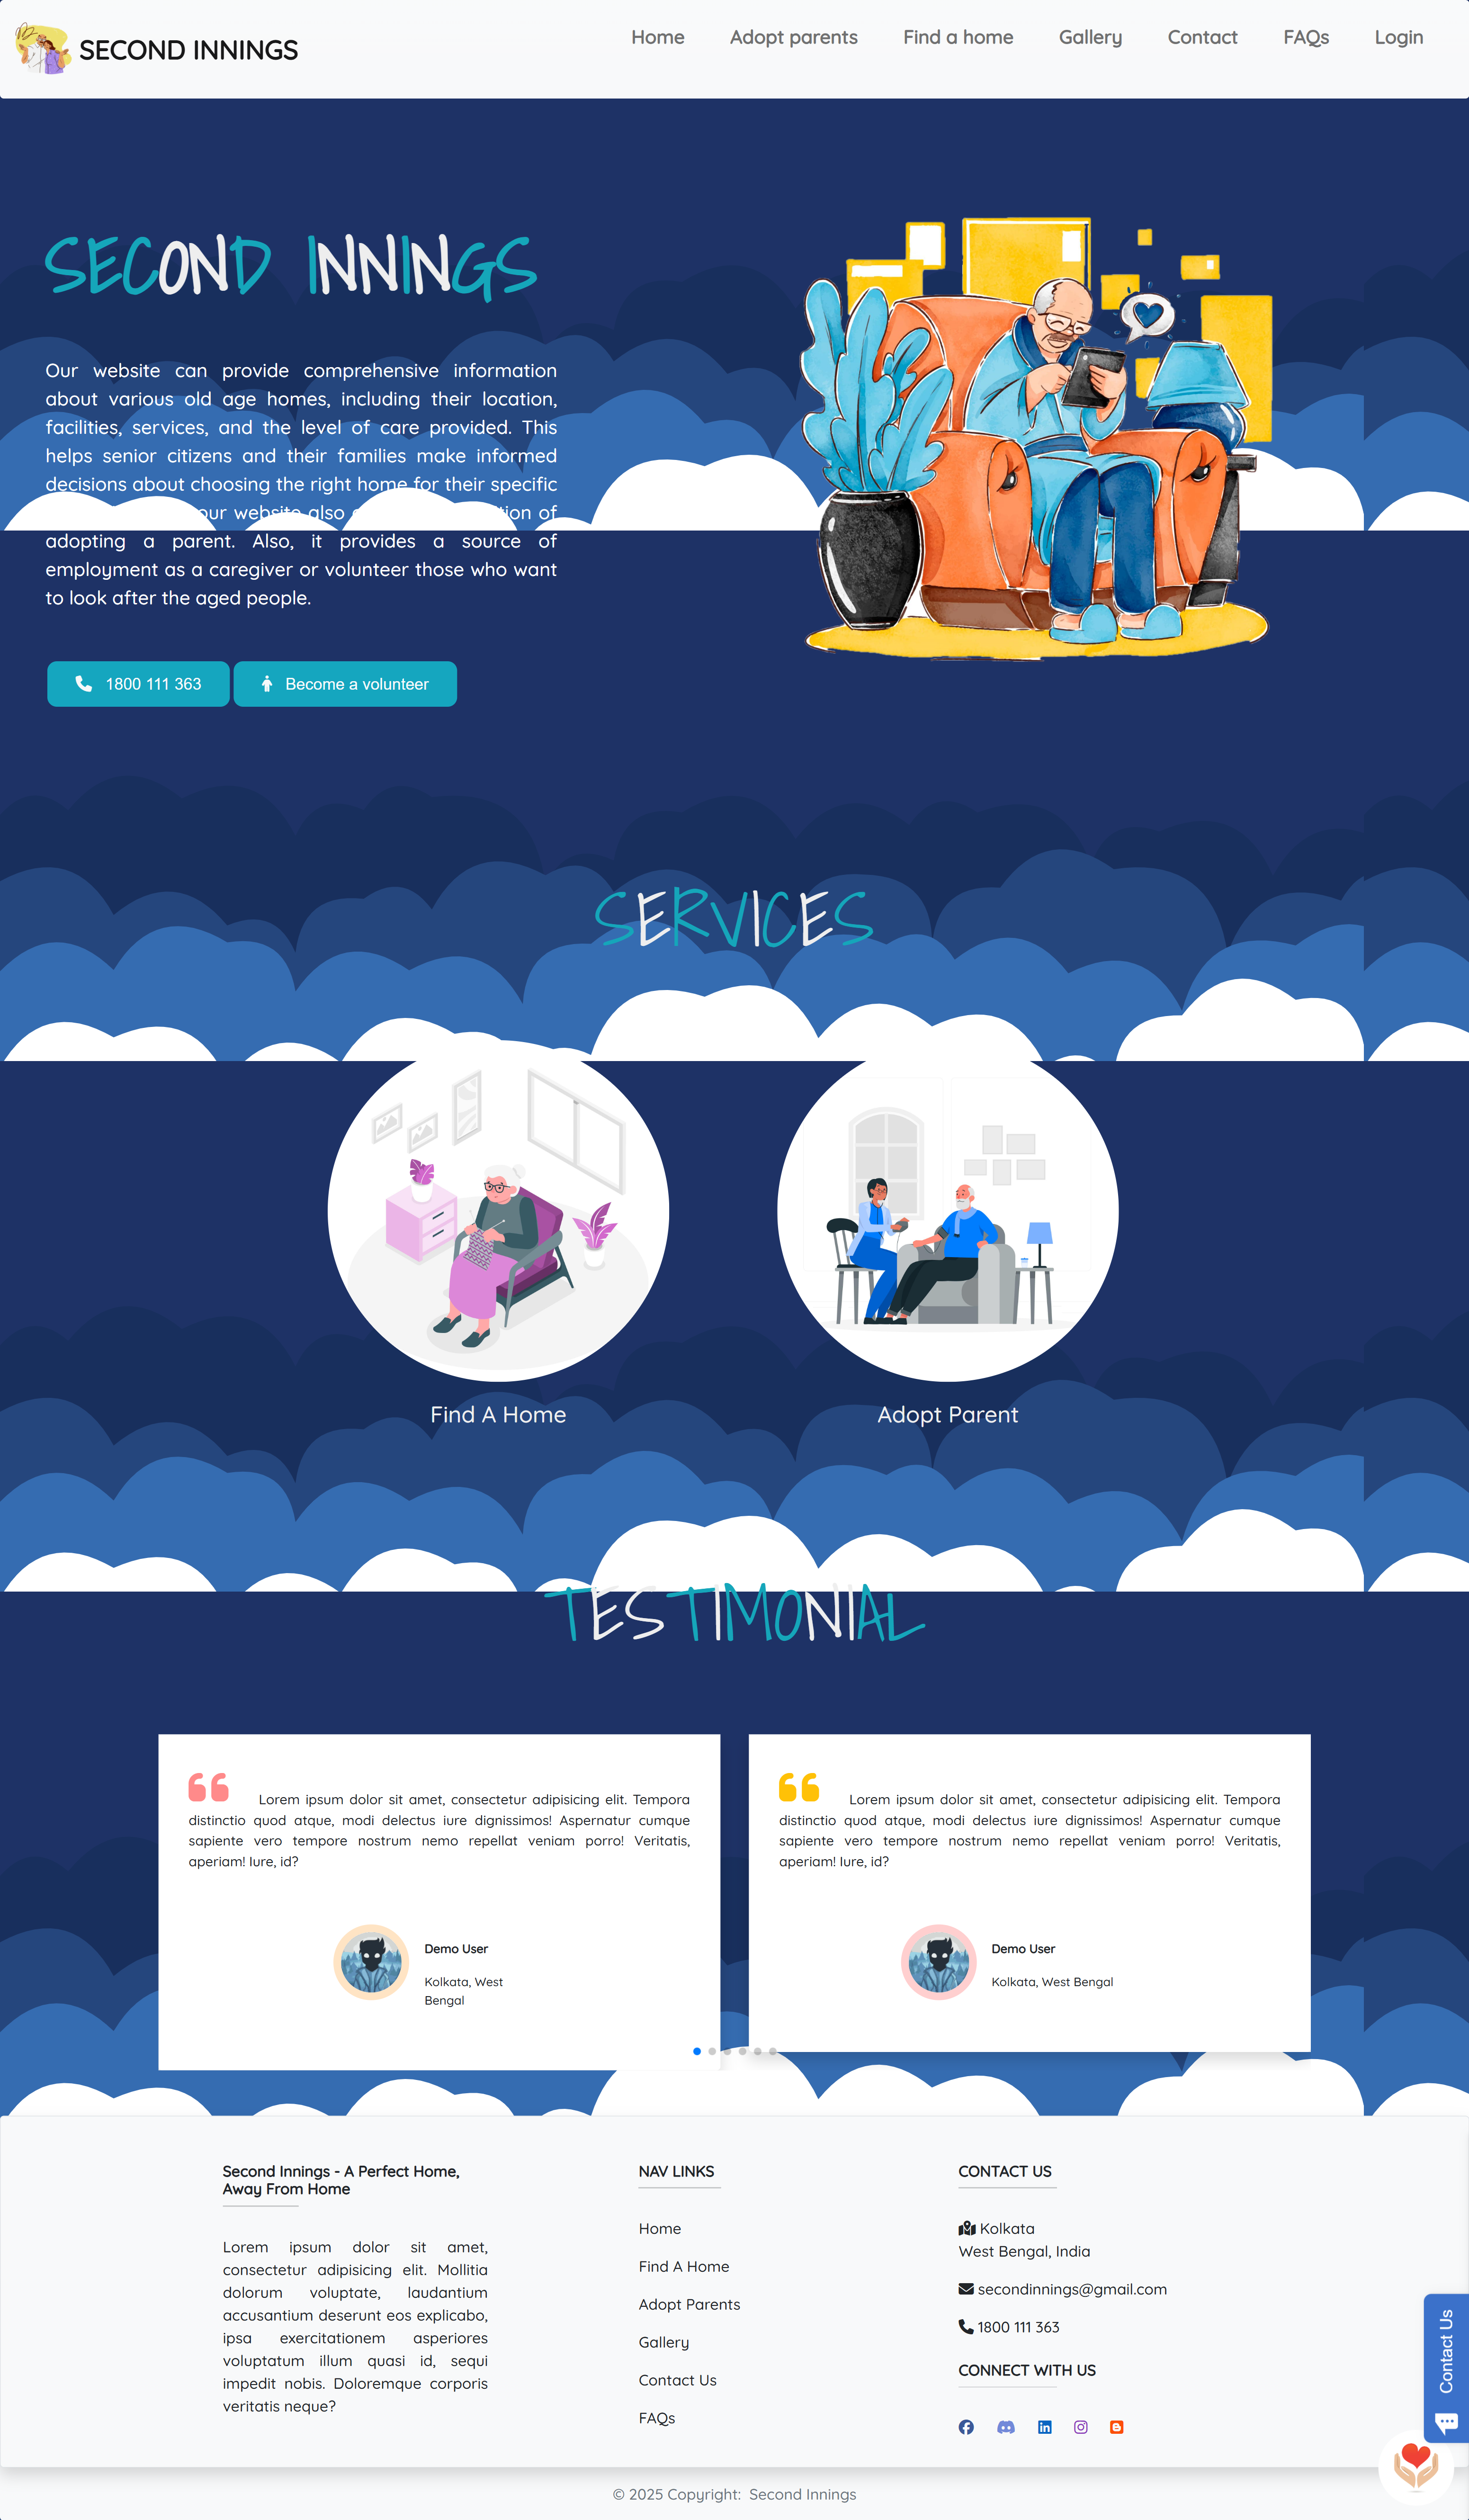 SECOND INNINGS
Home Adopt parents Find a home Gallery Contact FAQs Login
SECOND INNINGS
Our website can provide comprehensive information
about various old age homes, including their location,
facilities, services, and the level of care provided. This
helps senior citizens and their families make informed
decisions about choosing the right home for their specific
our website also of
adopting a parent. Also, it provides a source of
employment as a caregiver or volunteer those who want
to look after the aged people.
1800 111 363
Become a volunteer
SERVICES
Find A Home
Adopt Parent
TESTIMONIAL
Lorem ipsum dolor sit amet, consectetur adipisicing elit. Tempora
distinctio quod atque, modi delectus iure dignissimos! Aspernatur cumque
sapiente vero tempore nostrum nemo repellat veniam porro! Veritatis,
aperiam! Iure, id?
Demo User
Kolkata, West
Bengal
Lorem ipsum dolor sit amet, consectetur adipisicing elit. Tempora
distinctio quod atque, modi delectus iure dignissimos! Aspernatur cumque
sapiente vero tempore nostrum nemo repellat veniam porro! Veritatis,
aperiam! Iure, id?
Demo User
Kolkata, West Bengal
Second Innings - A Perfect Home,
Away From Home
Lorem ipsum dolor sit amet,
consectetur adipisicing elit. Mollitia
dolorum voluptate, laudantium
accusantium deserunt eos explicabo,
ipsa exercitationem asperiores
voluptatum illum quasi id, sequi
impedit nobis. Doloremque corporis
veritatis neque?
NAV LINKS
Home
Find A Home
Adopt Parents
Gallery
Contact Us
FAQs
CONTACT US
Kolkata
West Bengal, India
secondinnings@gmail.com
1800 111 363
CONNECT WITH US
Contact Us
© 2025 Copyright: Second Innings